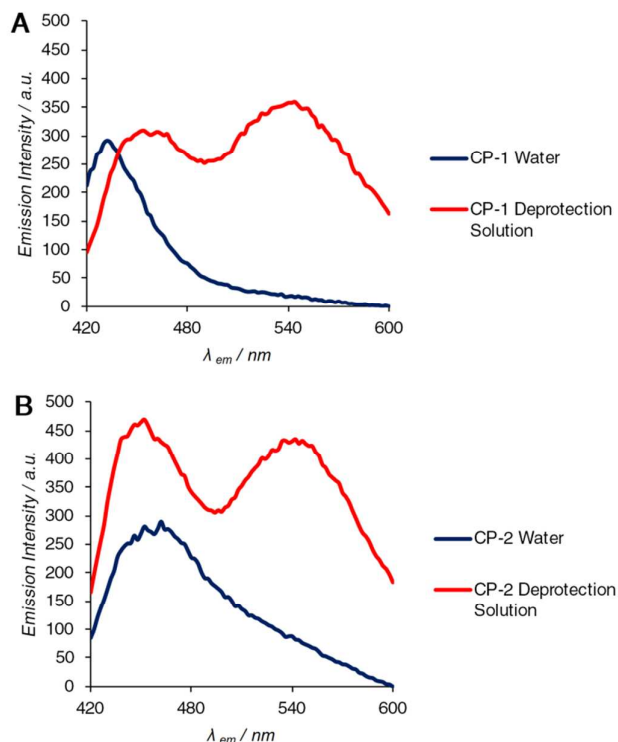 A
500
450
400
350
300
250
200
150
100
50
0
420 480 540 600
Emission Intensity / a.u.
λ em / nm
CP-1 Water
CP-1 Deprotection
Solution
B
500
450
400
350
300
250
200
150
100
50
0
420 480 540 600
Emission Intensity / a.u.
λ em / nm
CP-2 Water
CP-2 Deprotection
Solution